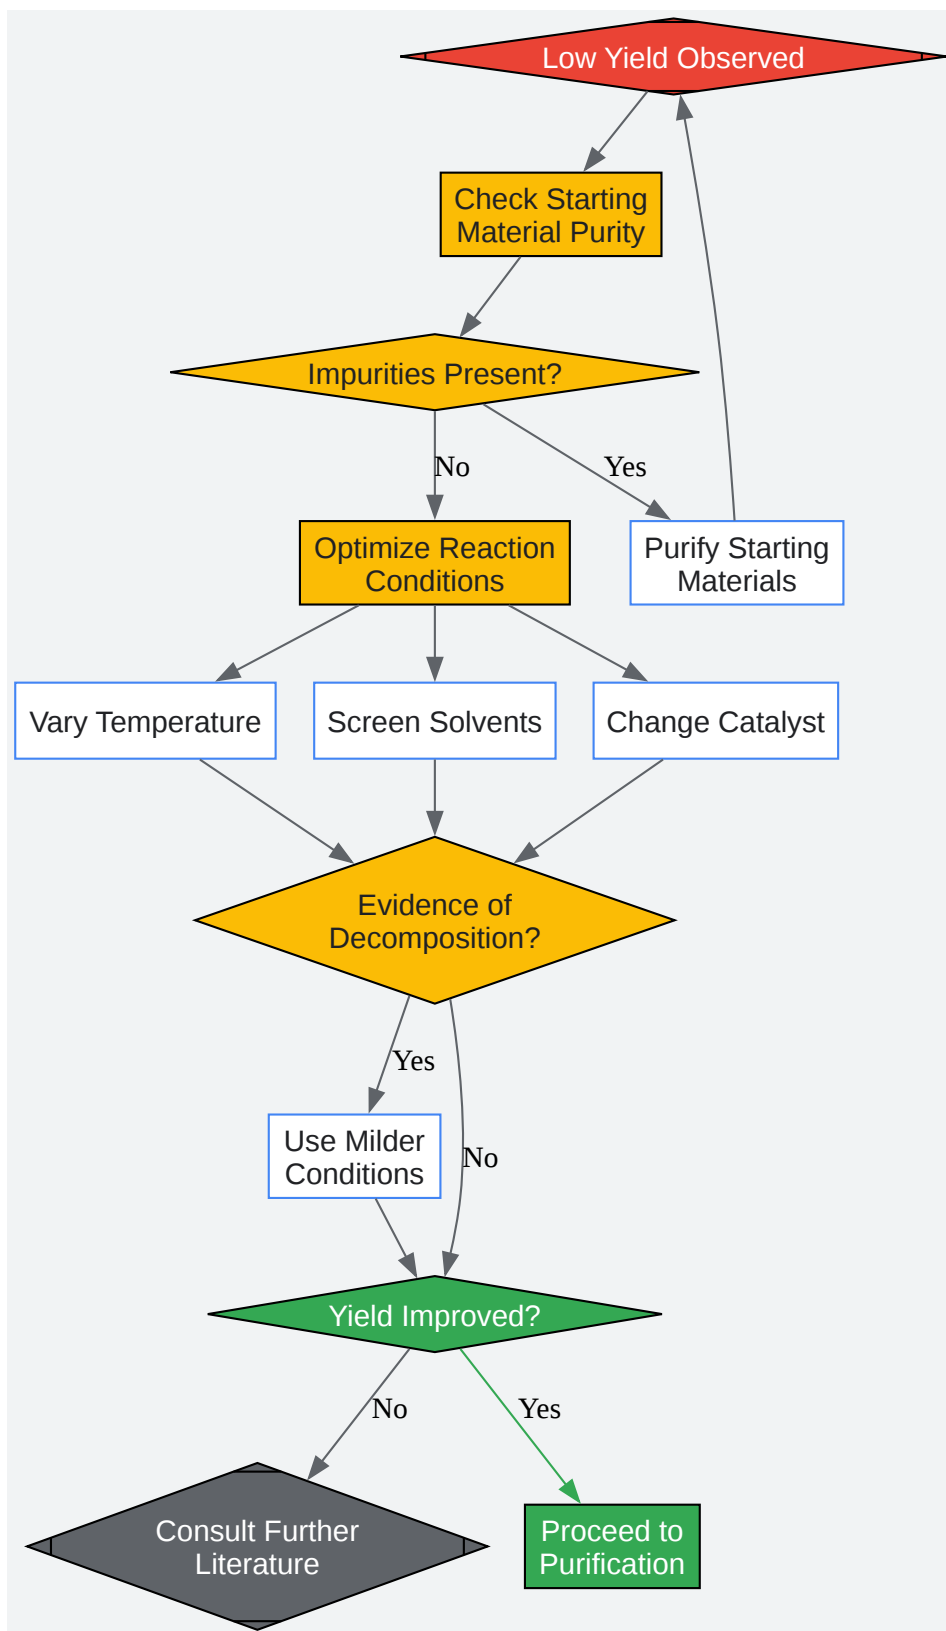 Low Yield Observed
Check Starting
Material Purity
Impurities Present?
No
Yes
Optimize Reaction
Conditions
Purify Starting
Materials
Vary Temperature
Screen Solvents
Change Catalyst
Evidence of
Decomposition?
Yes
Use Milder
Conditions
No
Yield Improved?
No
Yes
Consult Further
Literature
Proceed to
Purification